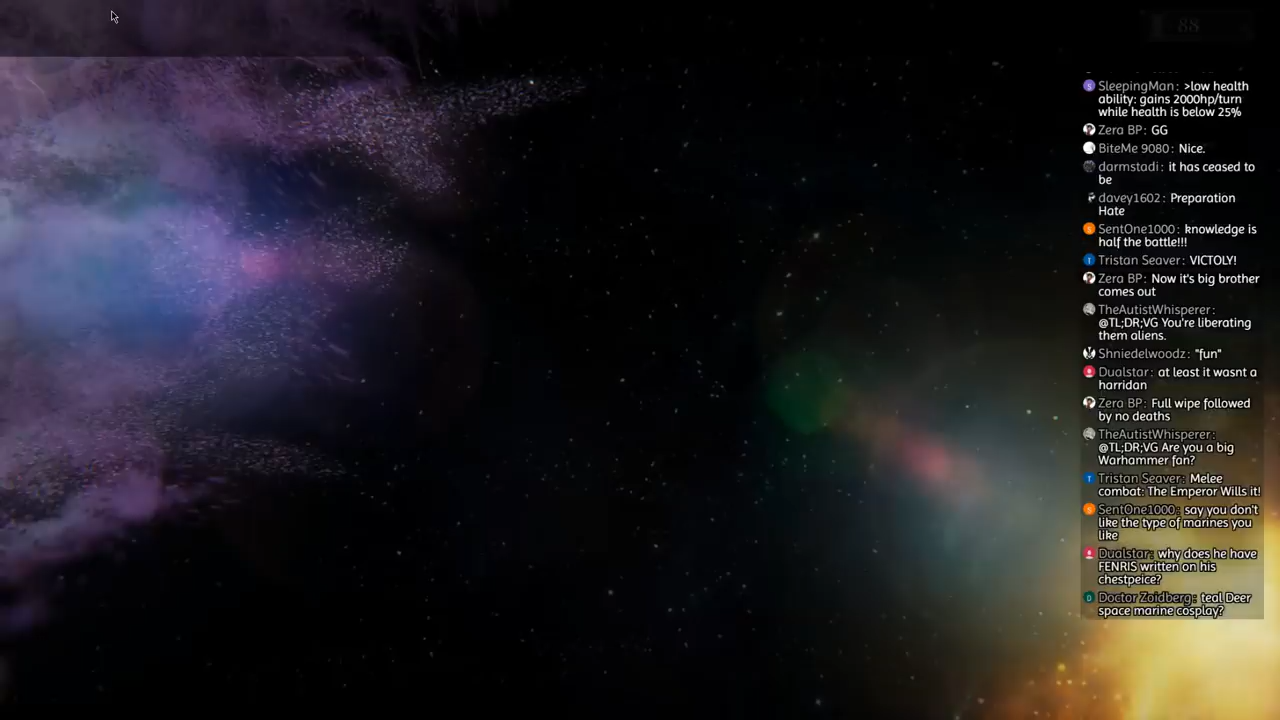 88
SleepingMan: >low health
ability: gains 2000hp/turn
while health is below 25%
Zera BP: GG
BiteMe 9080: Nice.
darmstadi: it has ceased to
be
davey1602: Preparation
Hate
S SentOne1000: knowledge is
half the battle!!!
T Tristan Seaver: VICTOLY!
Zera BP: Now it's big brother
comes out
TheAutistWhisperer:
@TL;DR;VG You're liberating
them aliens.
Shniedelwoodz: "fun"
Dualstar: at least it wasnt a
harridan
Zera BP: Full wipe followed
by no deaths
TheAutistWhisperer:
@TL;DR;VG Are you a big
Warhammer fan?
T Tristan Seaver: Melee
combat: The Emperor Wills it!
S SentOne1000: say you don't
like the type of marines you
like
Dualstar: why does he have
FENRIS written on his
chestpeice?
D Doctor Zoidberg: teal Deer
space marine cosplay?